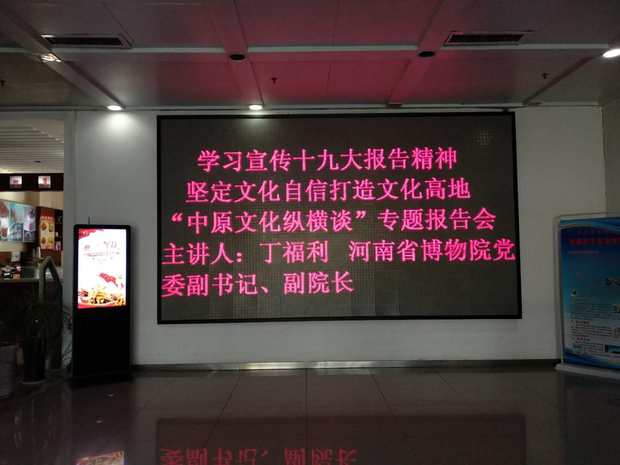 学习宣传十九大报告精神
坚定文化自信打造文化高地
“中原文化纵横谈”专题报告会
主讲人：丁福利 河南省博物院党
委副书记、副院长